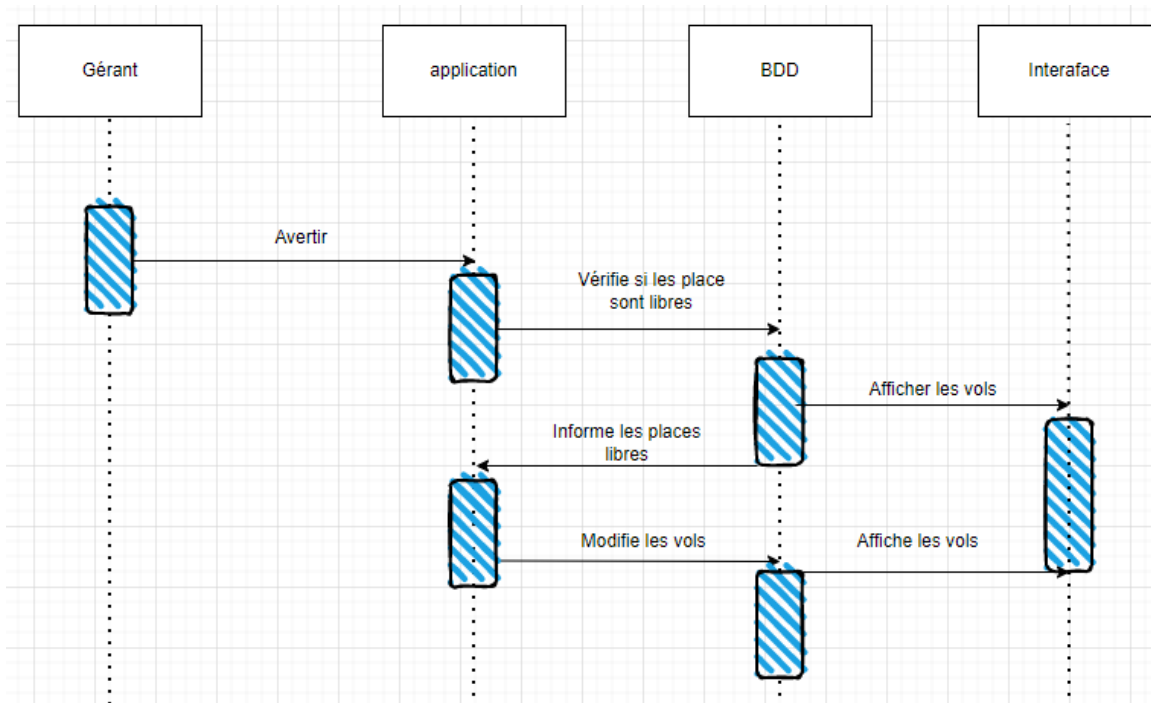 Gérant
application
BDD
Interaface
Avertir
Vérifie si les place
sont libres
Afficher les vols
Informe les places
libres
Modifie les vols
Affiche les vols